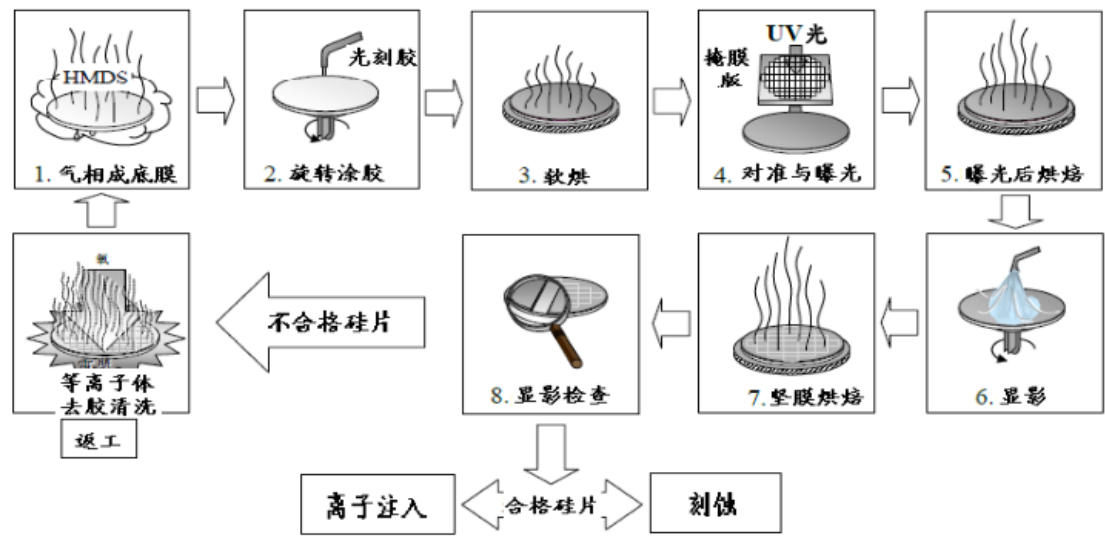 HMDS
1. 气相成底膜
光刻胶
2. 旋转涂胶
3. 软烘
UV光
掩膜
版
4. 对准与曝光
5. 曝光后烘焙
6. 显影
7.坚膜烘焙
8. 显影检查
不合格硅片
氧
等离子体
去胶清洗
返工
离子注入
合格硅片
刻蚀